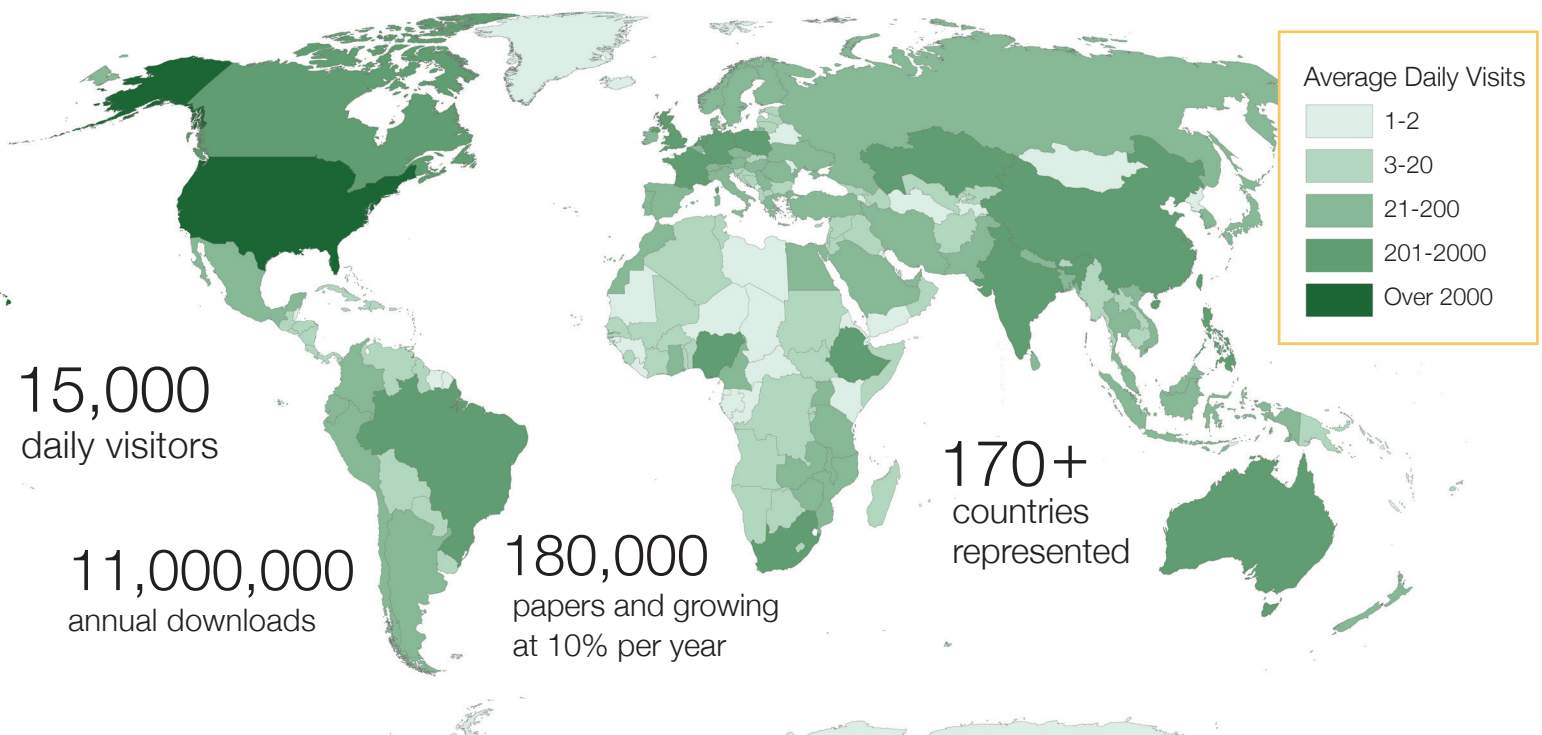 Average Daily Visits
1-2
3-20
21-200
201-2000
Over 2000
15,000
daily visitors
11,000,000
annual downloads
180,000
papers and growing
at 10% per year
170+
countries
represented